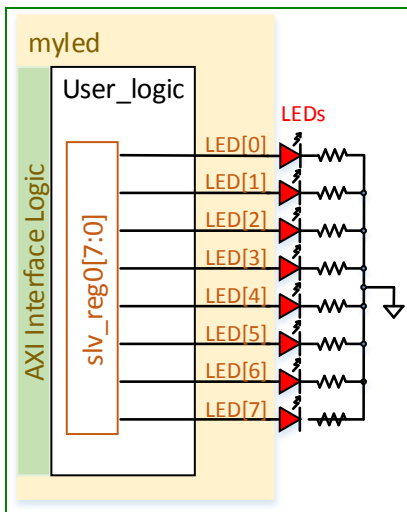 myled
User_logic
LEDs
AXI Interface Logic
slv_reg0[7:0]
LED[0]
LED[1]
LED[2]
LED[3]
LED[4]
LED[5]
LED[6]
LED[7]